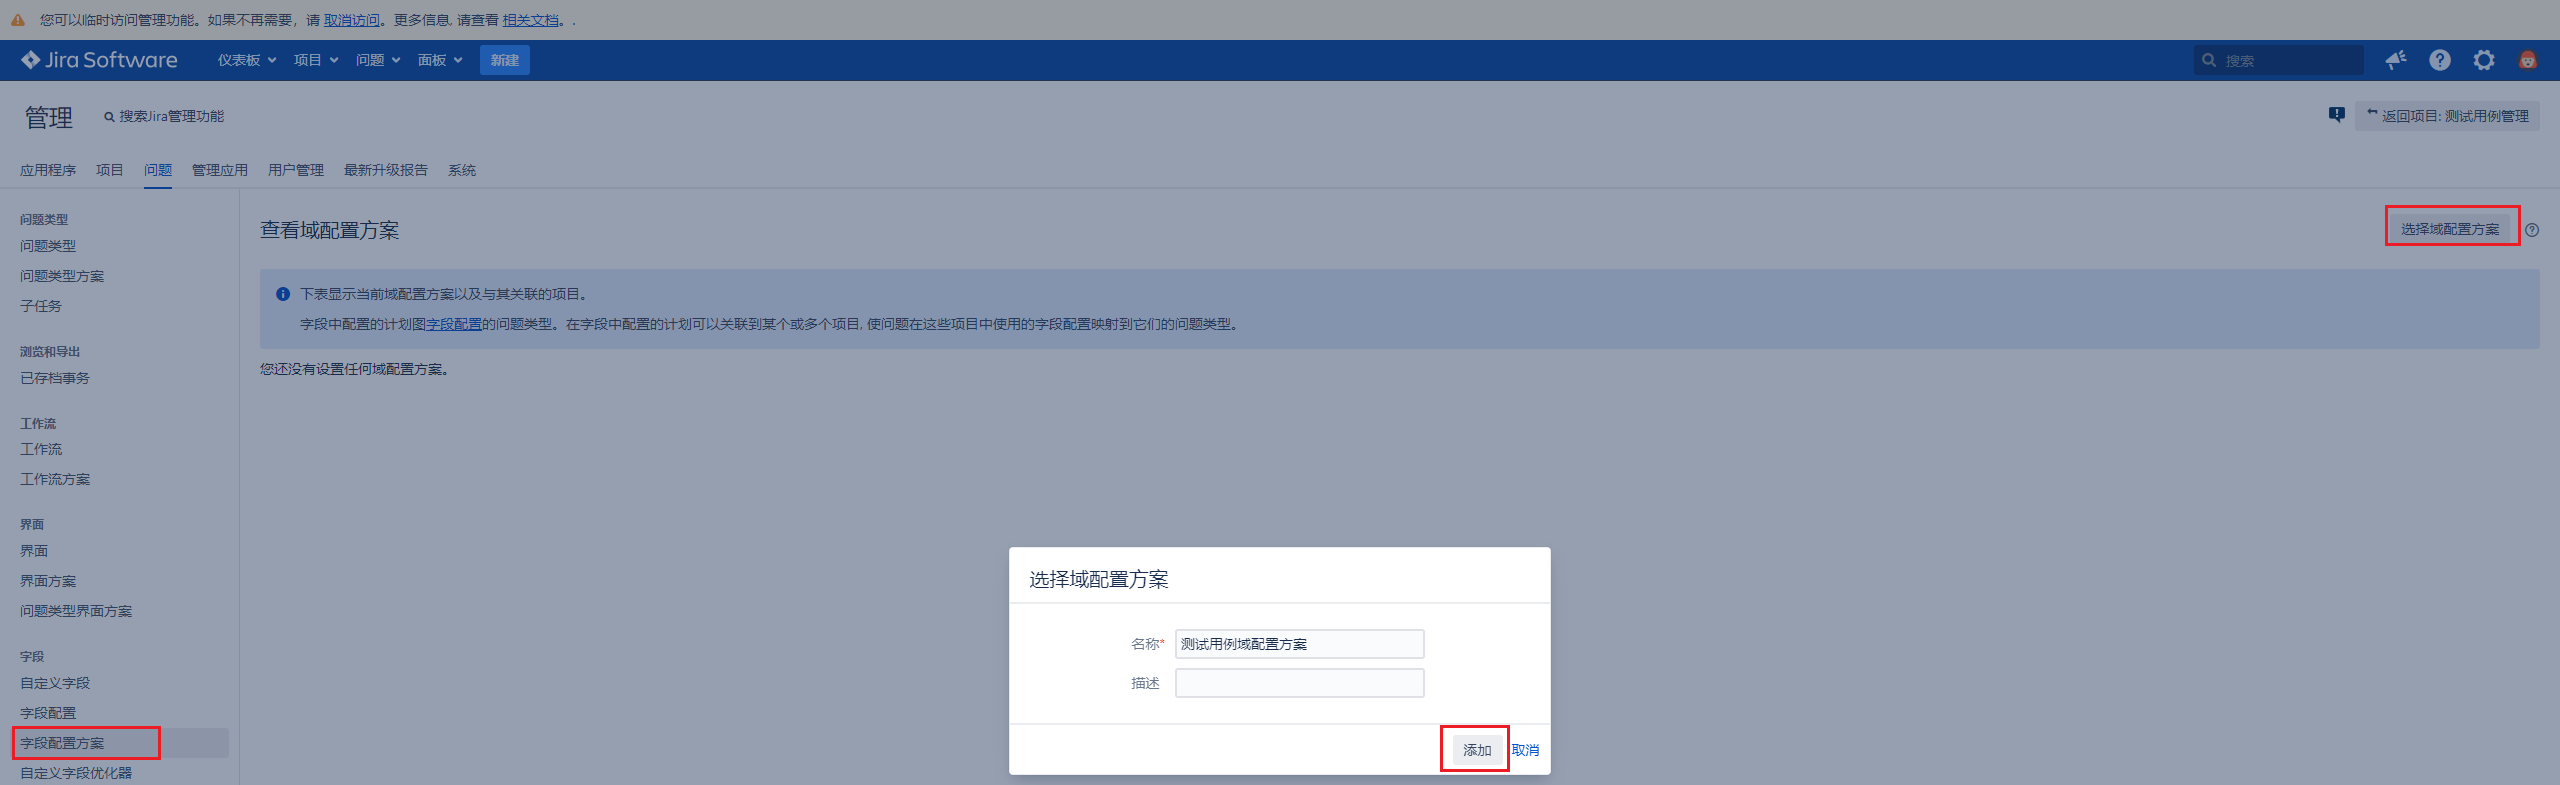 您可以临时访问管理功能。如果不再需要，请 取消访问。更多信息, 请查看 相关文档。.
Jira Software 仪表板 项目 问题 面板 新建 搜索
管理 搜索Jira管理功能 返回项目: 测试用例管理
应用程序 项目 问题 管理应用 用户管理 最新升级报告 系统
问题类型
问题类型
问题类型方案
子任务
浏览和导出
已存档事务
工作流
工作流
工作流方案
界面
界面
界面方案
问题类型界面方案
字段
自定义字段
字段配置
字段配置方案
自定义字段优化器
查看域配置方案 选择域配置方案
下表显示当前域配置方案以及与其关联的项目。
字段中配置的计划图字段配置的问题类型。在字段中配置的计划可以关联到某个或多个项目, 使问题在这些项目中使用的字段配置映射到它们的问题类型。
您还没有设置任何域配置方案。
选择域配置方案
名称* 测试用例域配置方案
描述
添加 取消